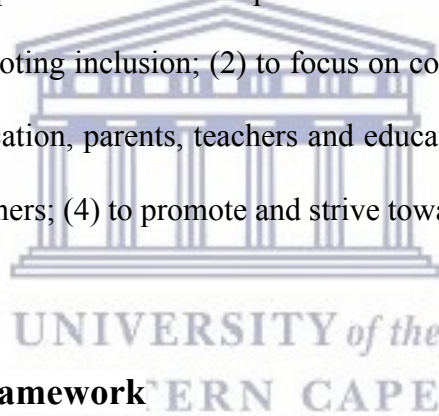 oting inclusion; (2) to focus on co
ation, parents, teachers and educa
ners; (4) to promote and strive towa
UNIVERSITY of the
amework
TERN CAPE